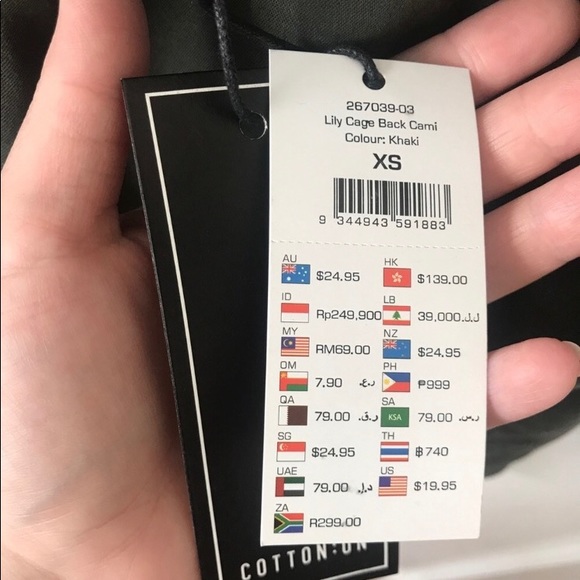 267039-03
Lily Cage Back Cami
Colour: Khaki
XS
9 344943 591883
AU HK
$24.95 $139.00
ID LB
Rp249,900 39,000 ل.ل.
MY NZ
RM69.00 $24.95
OM PH
7.90 ر.ع. ₱999
QA SA
79.00 ر.ق. KSA 79.00 ر.س.
SG TH
$24.95 ฿740
UAE US
79.00 د.إ. $19.95
ZA
R299.00
COTTON:ON